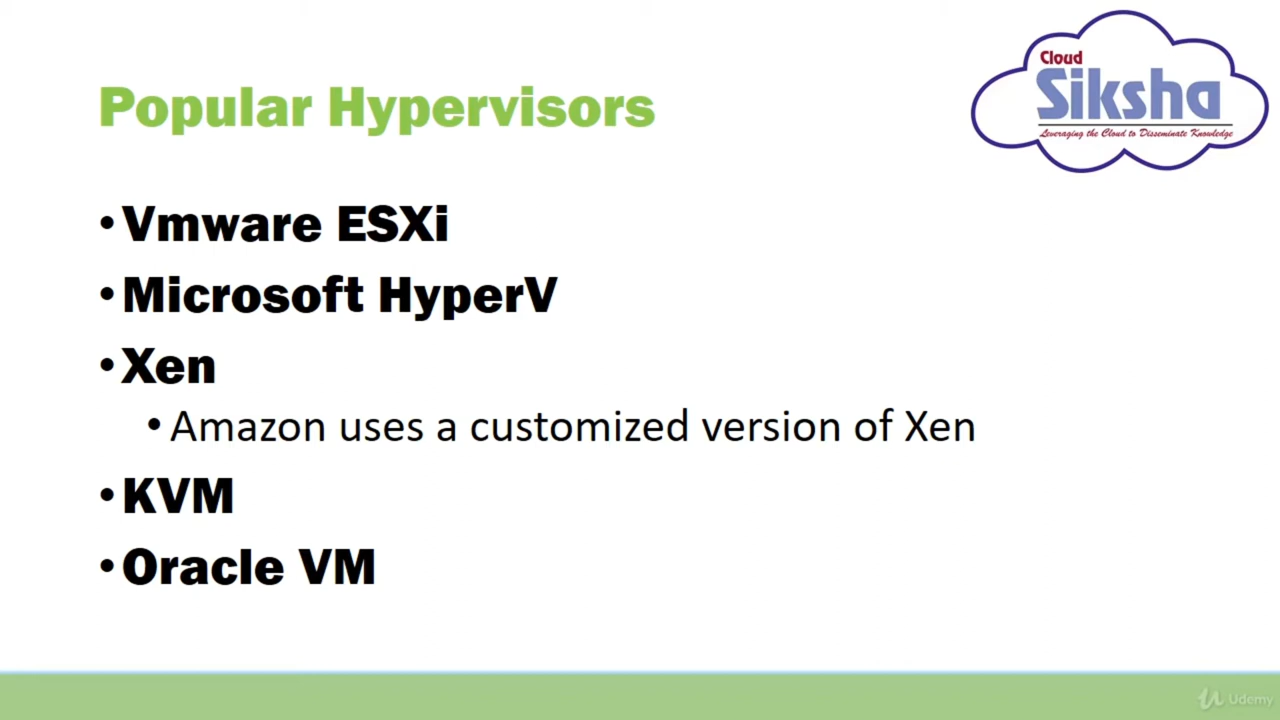 Cloud
Siksha
Leveraging the Cloud to Disseminate Knowledge
Popular Hypervisors
• Vmware ESXi
• Microsoft HyperV
• Xen
• Amazon uses a customized version of Xen
• KVM
• Oracle VM
Udemy